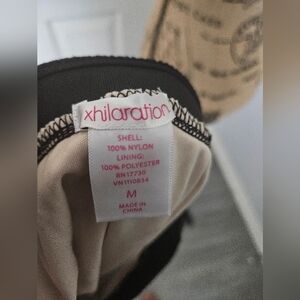 xhilaration
SHELL:
100% NYLON
LINING:
100% POLYESTER
RN17730
VN1110834
M
MADE IN
CHINA